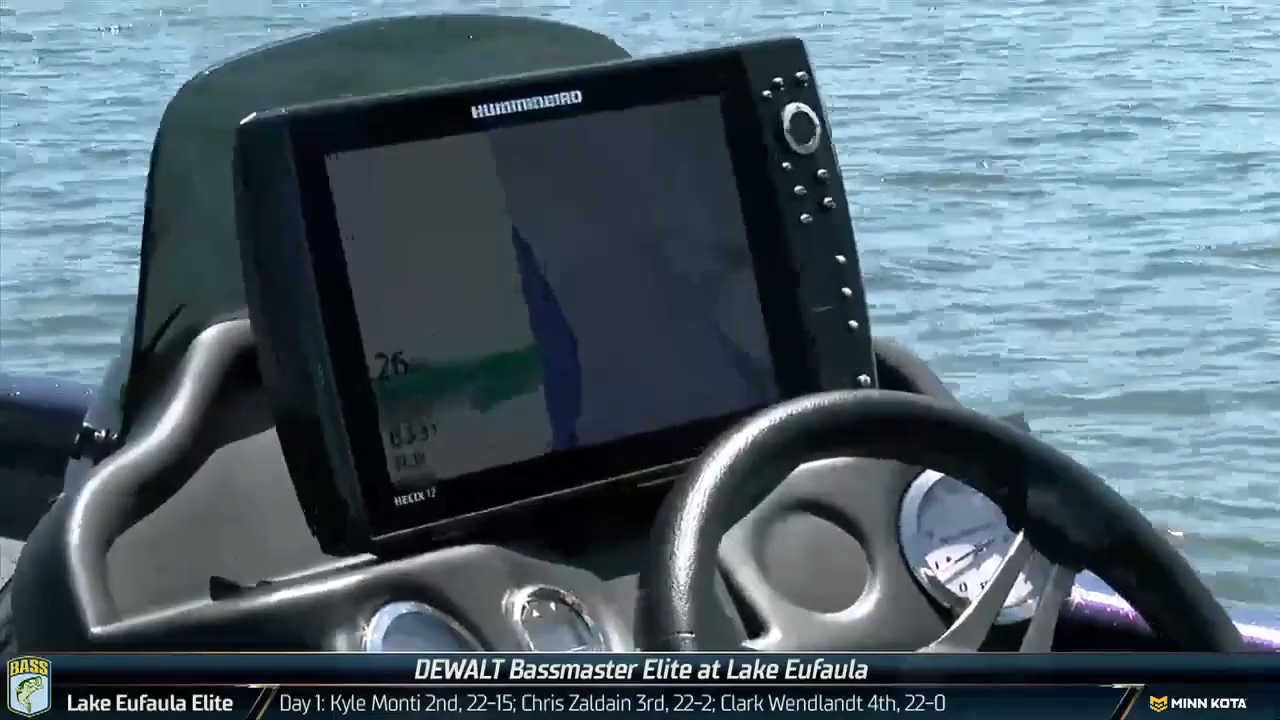 HUMMINBIRD
26
HELIX 12
DEWALT Bassmaster Elite at Lake Eufaula
BASS
Lake Eufaula Elite
Day 1: Kyle Monti 2nd, 22-15; Chris Zaldain 3rd, 22-2; Clark Wendlandt 4th, 22-0
MINN KOTA